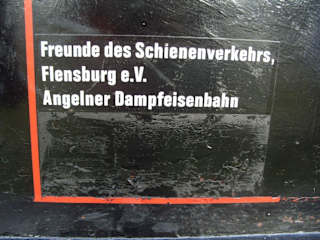 Freunde des Schienenverkehrs,
Flensburg e.V.
Angelner Dampfeisenbahn